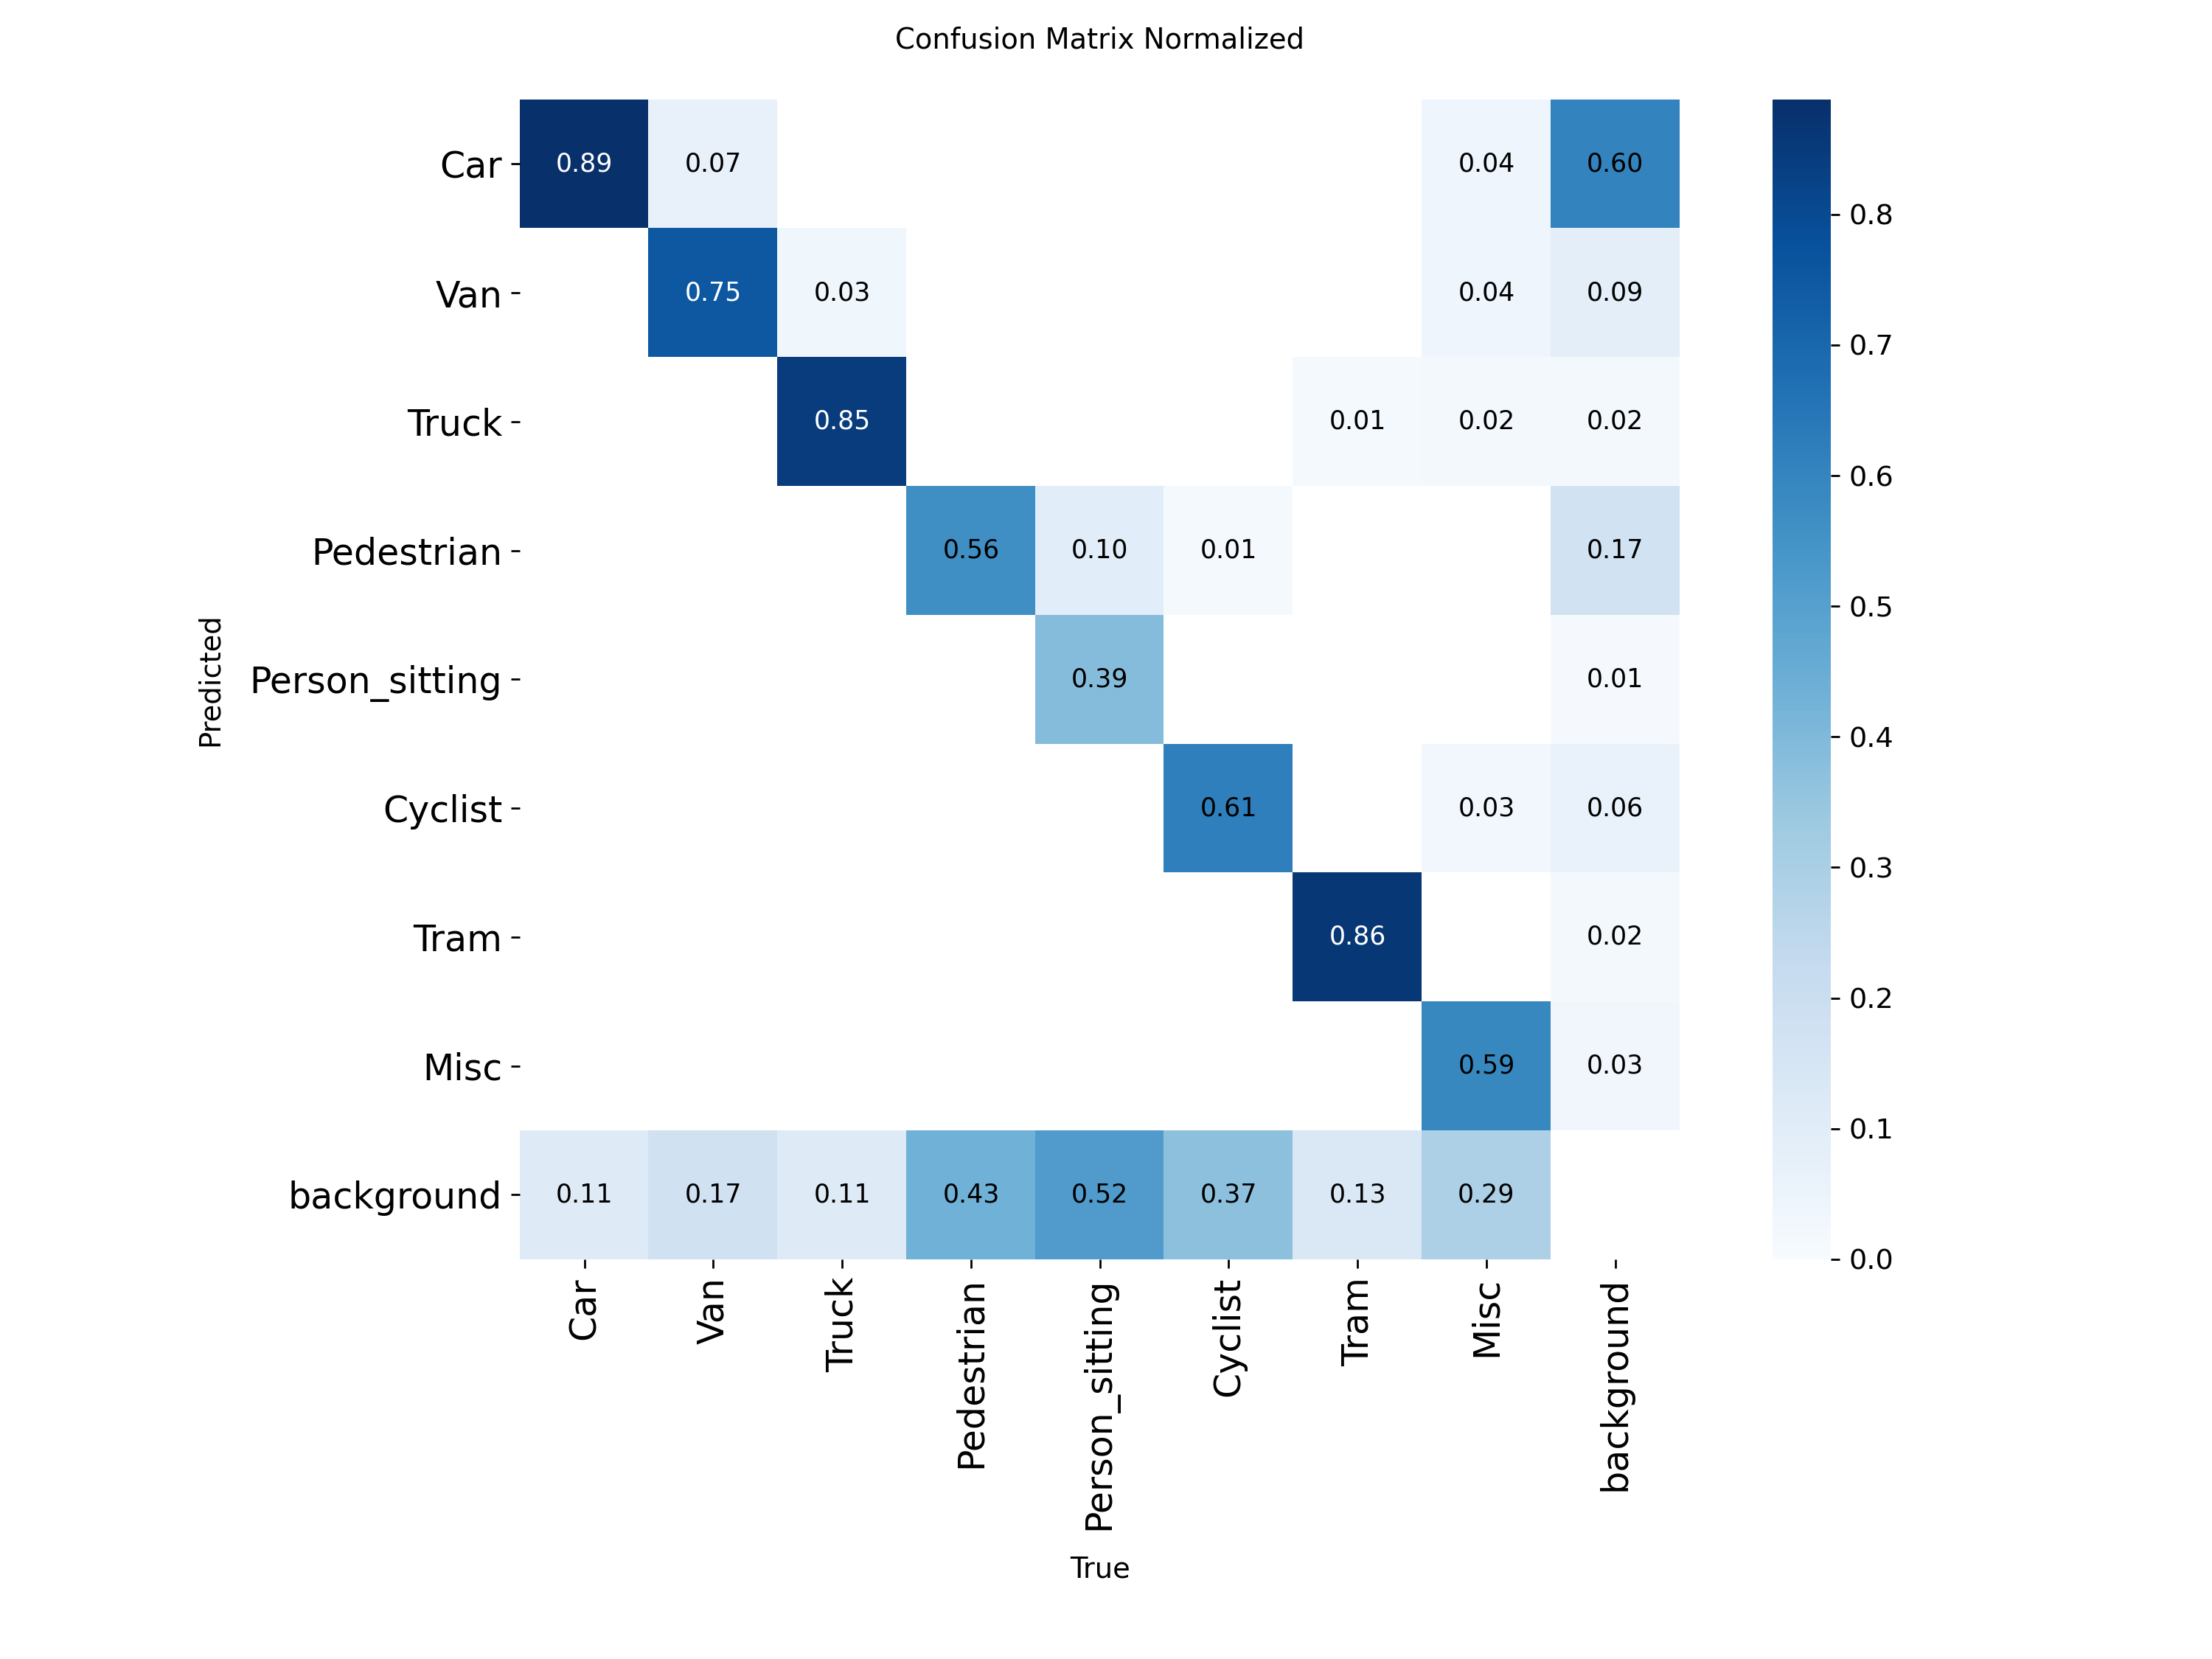 Confusion Matrix Normalized
Car 0.89 0.07 0.04 0.60
Van 0.75 0.03 0.04 0.09
Truck 0.85 0.01 0.02 0.02
Pedestrian 0.56 0.10 0.01 0.17
Person_sitting 0.39 0.01
Cyclist 0.61 0.03 0.06
Tram 0.86 0.02
Misc 0.59 0.03
background 0.11 0.17 0.11 0.43 0.52 0.37 0.13 0.29
Predicted
Car Van Truck Pedestrian Person_sitting Cyclist Tram Misc background
True
0.8
0.7
0.6
0.5
0.4
0.3
0.2
0.1
0.0